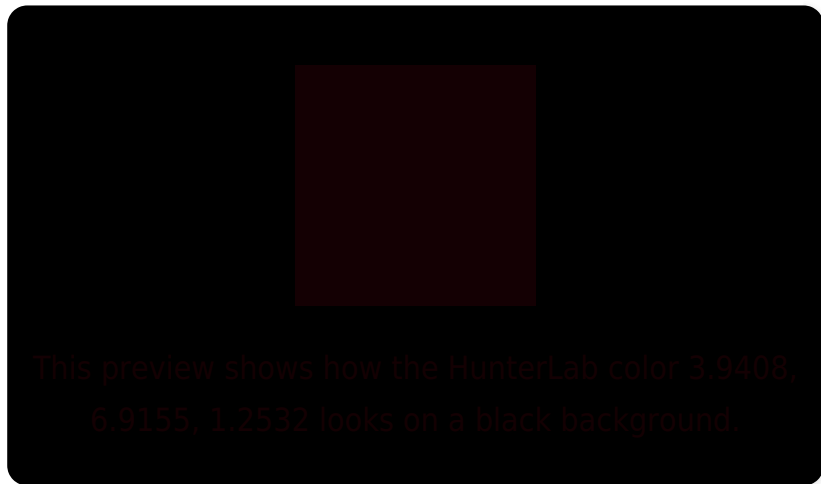 This preview shows how the HunterLab color 3.9408,
6.9155, 1.2532 looks on a black background.